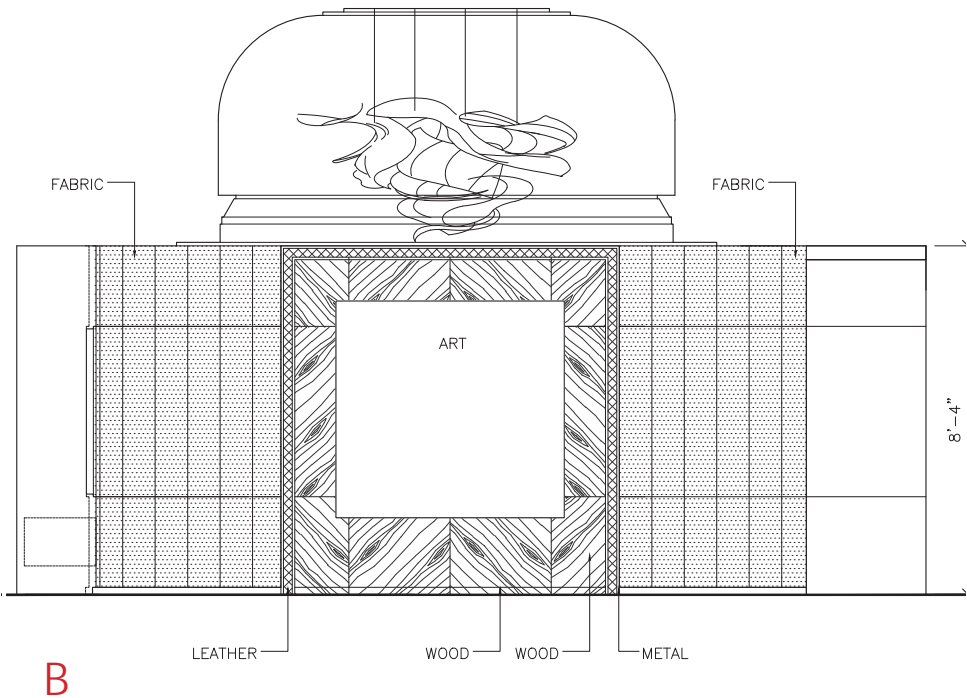 FABRIC
FABRIC
ART
8'-4"
LEATHER
WOOD
WOOD
METAL
B